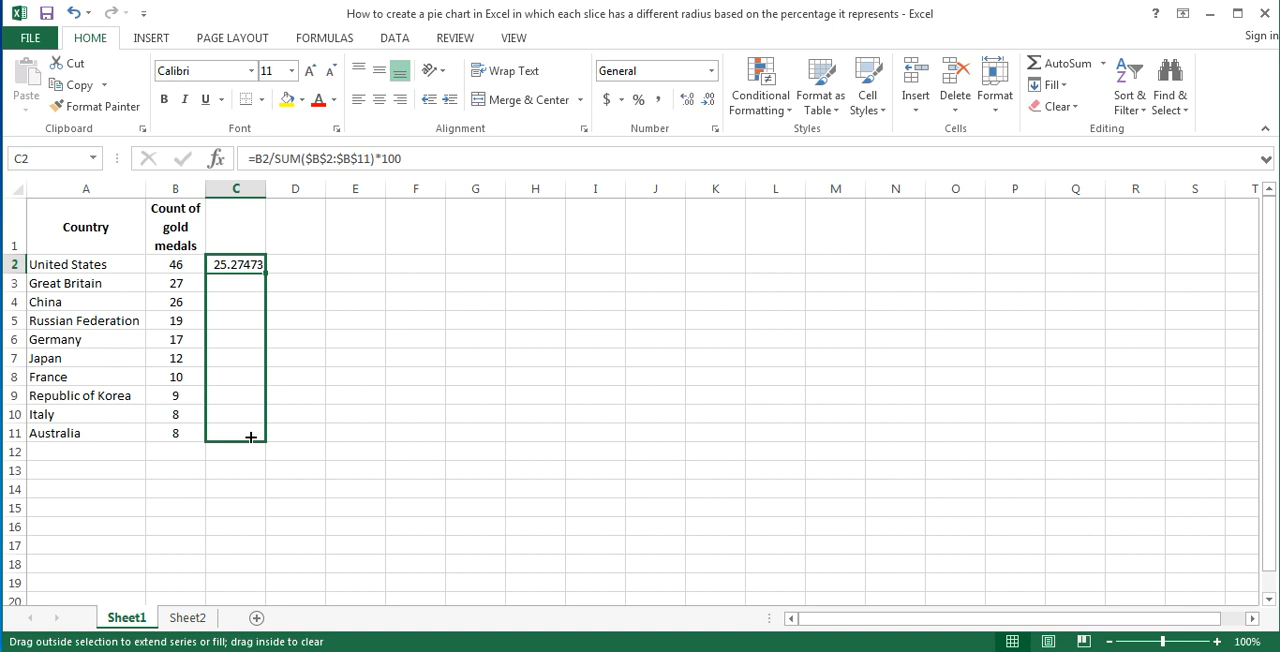 How to create a pie chart in Excel in which each slice has a different radius based on the percentage it represents - Excel
?
FILE HOME INSERT PAGE LAYOUT FORMULAS DATA REVIEW VIEW Sign in
Paste
Cut
Copy
Format Painter
Clipboard
Calibri 11
B I U
Font
Wrap Text
Merge & Center
Alignment
General
$ % ,
Number
Conditional Formatting
Format as Table
Cell Styles
Styles
Insert Delete Format
Cells
AutoSum
Fill
Clear
Sort & Filter
Find & Select
Editing
C2 fx =B2/SUM($B$2:$B$11)*100
A B C D E F G H I J K L M N O P Q R S T
1 Country Count of gold medals
2 United States 46 25.27473
3 Great Britain 27
4 China 26
5 Russian Federation 19
6 Germany 17
7 Japan 12
8 France 10
9 Republic of Korea 9
10 Italy 8
11 Australia 8
12
13
14
15
16
17
18
19
20
Sheet1 Sheet2
Drag outside selection to extend series or fill; drag inside to clear 100%